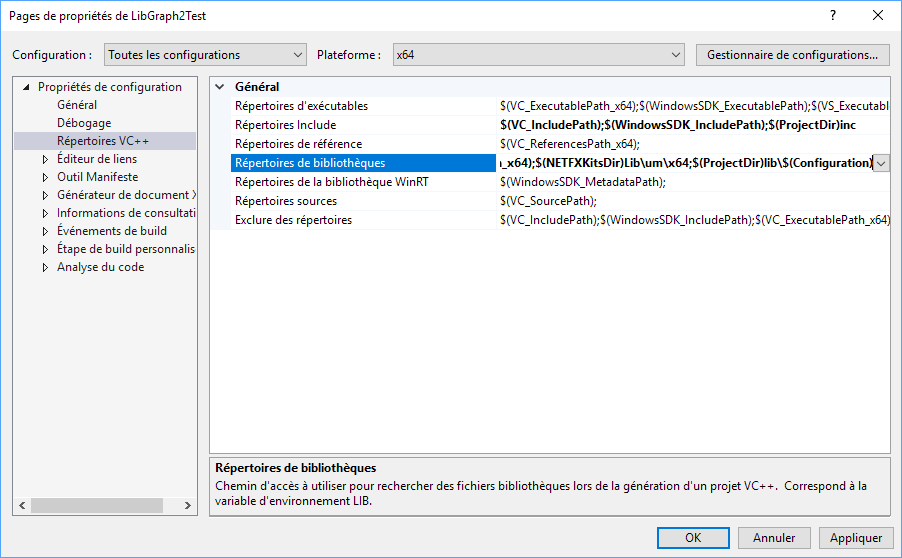 Pages de propriétés de LibGraph2Test
Configuration : Toutes les configurations Plateforme : x64 Gestionnaire de configurations...
Propriétés de configuration
Général
Débogage
Répertoires VC++
Éditeur de liens
Outil Manifeste
Générateur de document X
Informations de consultati
Événements de build
Étape de build personnalis
Analyse du code
Général
Répertoires d'exécutables $(VC_ExecutablePath_x64);$(WindowsSDK_ExecutablePath);$(VS_Executabl
Répertoires Include $(VC_IncludePath);$(WindowsSDK_IncludePath);$(ProjectDir)inc
Répertoires de référence $(VC_ReferencesPath_x64);
Répertoires de bibliothèques _x64);$(NETFXKitsDir)Lib\um\x64;$(ProjectDir)lib\$(Configuration)
Répertoires de la bibliothèque WinRT $(WindowsSDK_MetadataPath);
Répertoires sources $(VC_SourcePath);
Exclure des répertoires $(VC_IncludePath);$(WindowsSDK_IncludePath);$(VC_ExecutablePath_x64)
Répertoires de bibliothèques
Chemin d'accès à utiliser pour rechercher des fichiers bibliothèques lors de la génération d'un projet VC++. Correspond à la
variable d'environnement LIB.
OK Annuler Appliquer